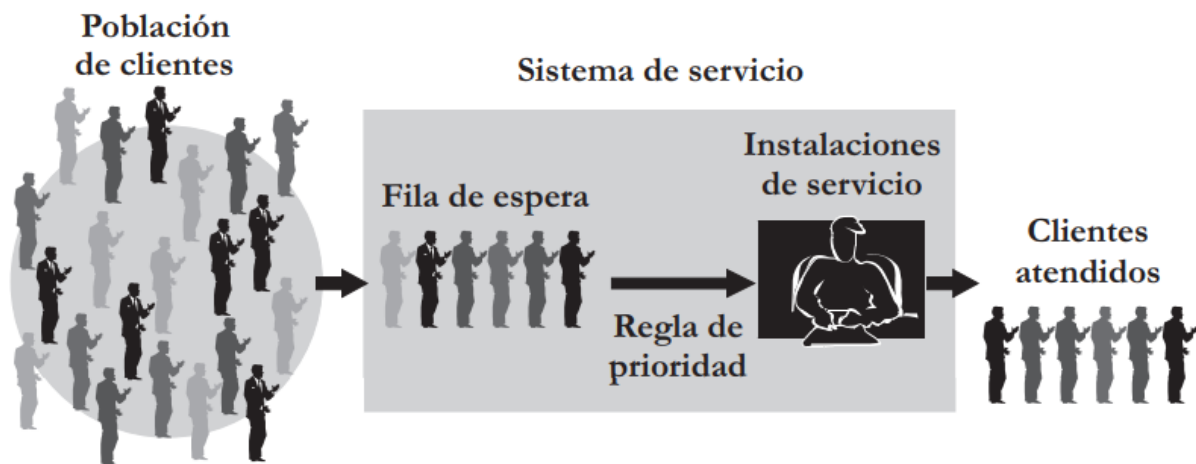 Población
de clientes
Sistema de servicio
Fila de espera
Instalaciones
de servicio
Regla de
prioridad
Clientes
atendidos